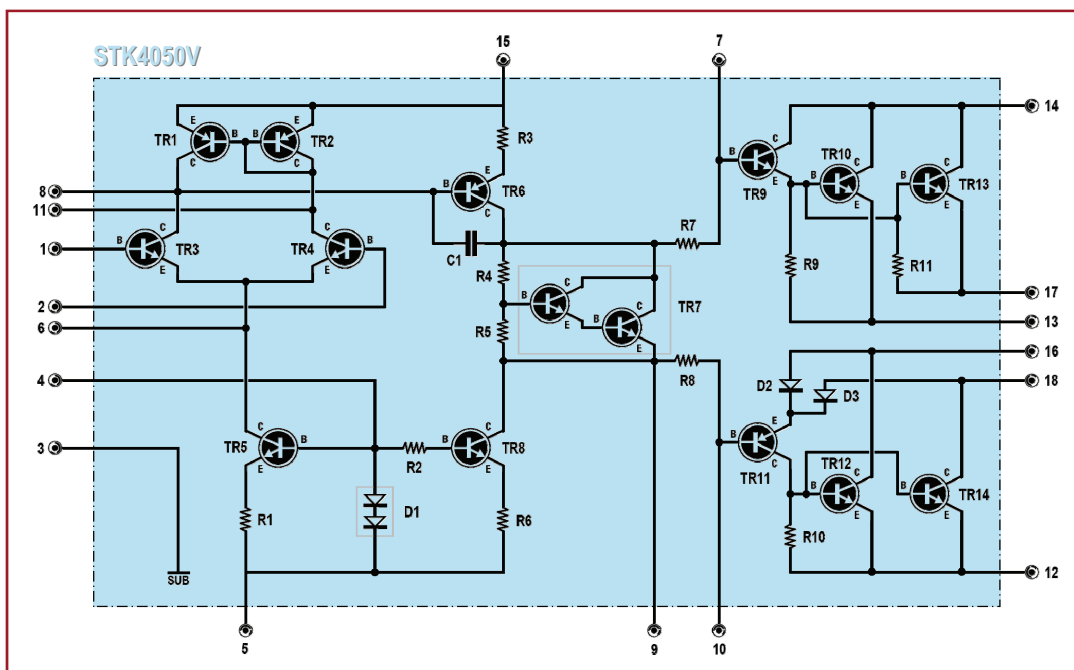 15
7
STK4050V
14
E
E
C
R3
TR1
B
B
TR2
TR10
B
C
C
E
TR9
E
C
C
8
B
TR6
B
B
TR13
C
E
E
11
1
B
C
TR3
C
TR4
B
R7
E
E
C1
R4
R9
R11
C
C
TR7
17
2
B
E
B
6
R5
E
13
16
R8
D2
4
D3
18
E
C
C
B
3
TR5
B
R2
B
TR8
TR11
C
TR12
C
C
E
E
B
B
TR14
E
E
R1
D1
R6
R10
SUB
12
5
9
10